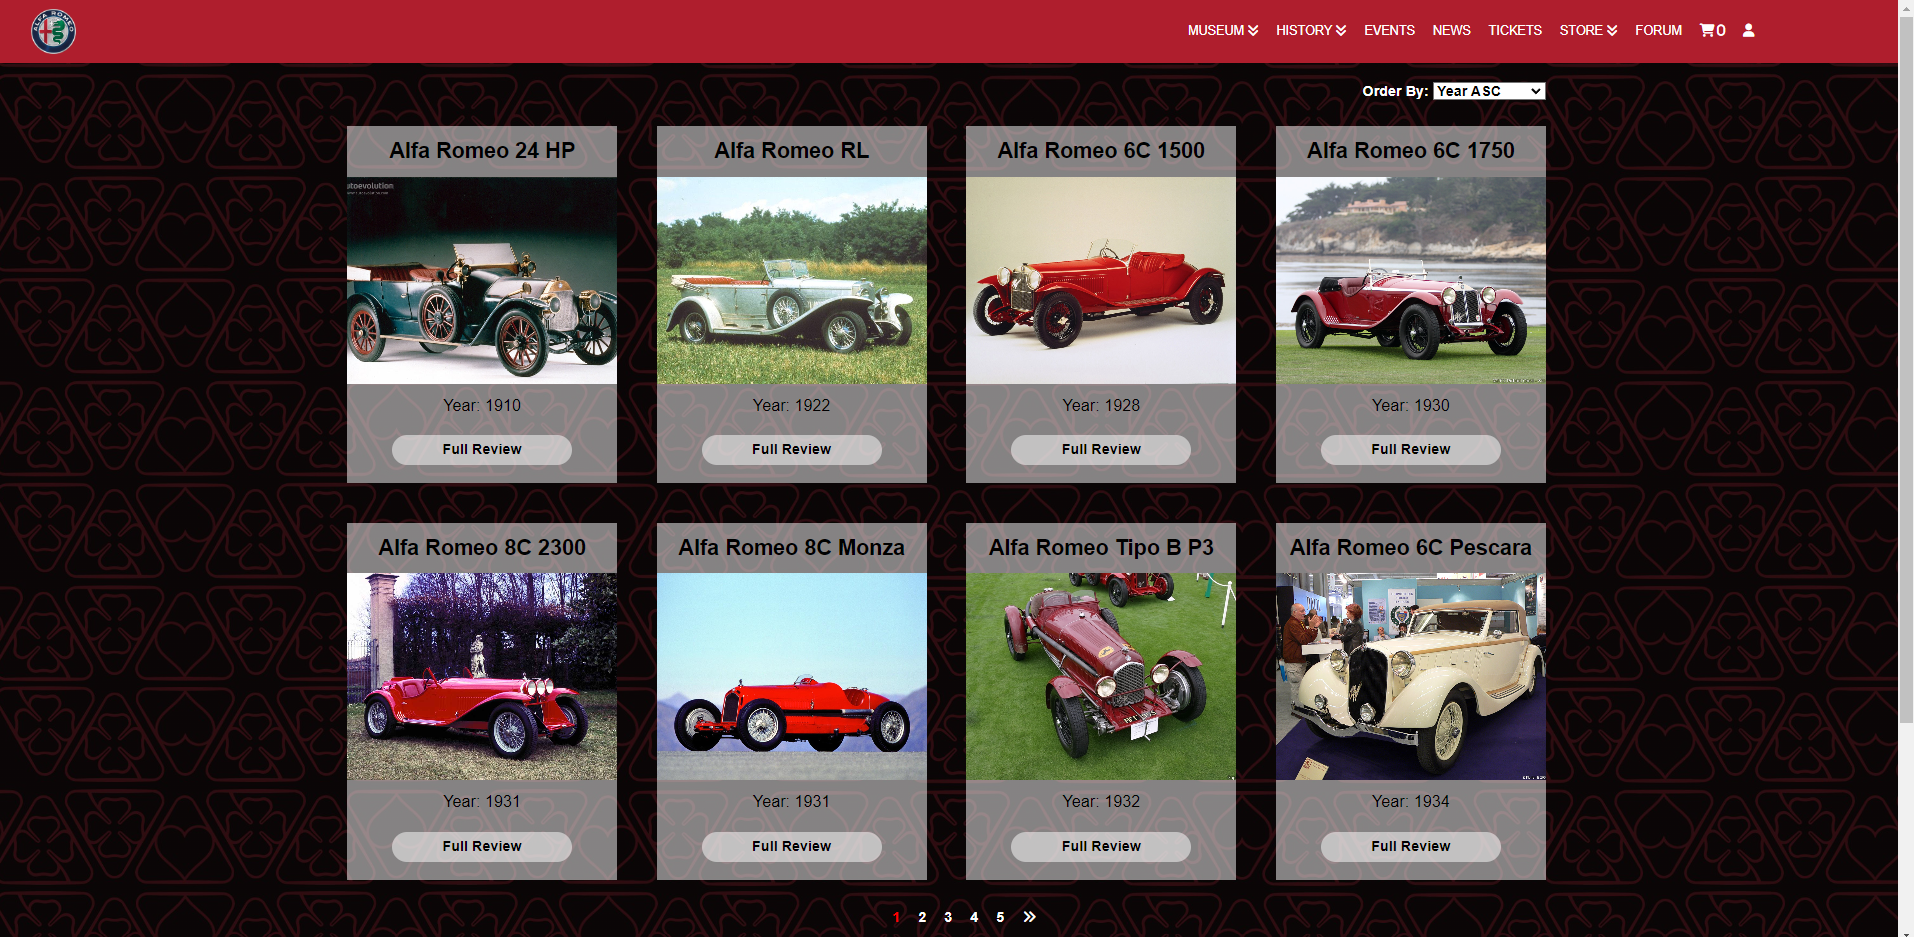 ALFA ROMEO
MUSEUM HISTORY EVENTS NEWS TICKETS STORE FORUM 0
Order By: Year ASC
Alfa Romeo 24 HP
Alfa Romeo RL
Alfa Romeo 6C 1500
Alfa Romeo 6C 1750
utoevolution
Year: 1910
Year: 1922
Year: 1928
Year: 1930
Full Review
Full Review
Full Review
Full Review
Alfa Romeo 8C 2300
Alfa Romeo 8C Monza
Alfa Romeo Tipo B P3
Alfa Romeo 6C Pescara
Year: 1931
Year: 1931
Year: 1932
Year: 1934
Full Review
Full Review
Full Review
Full Review
1 2 3 4 5